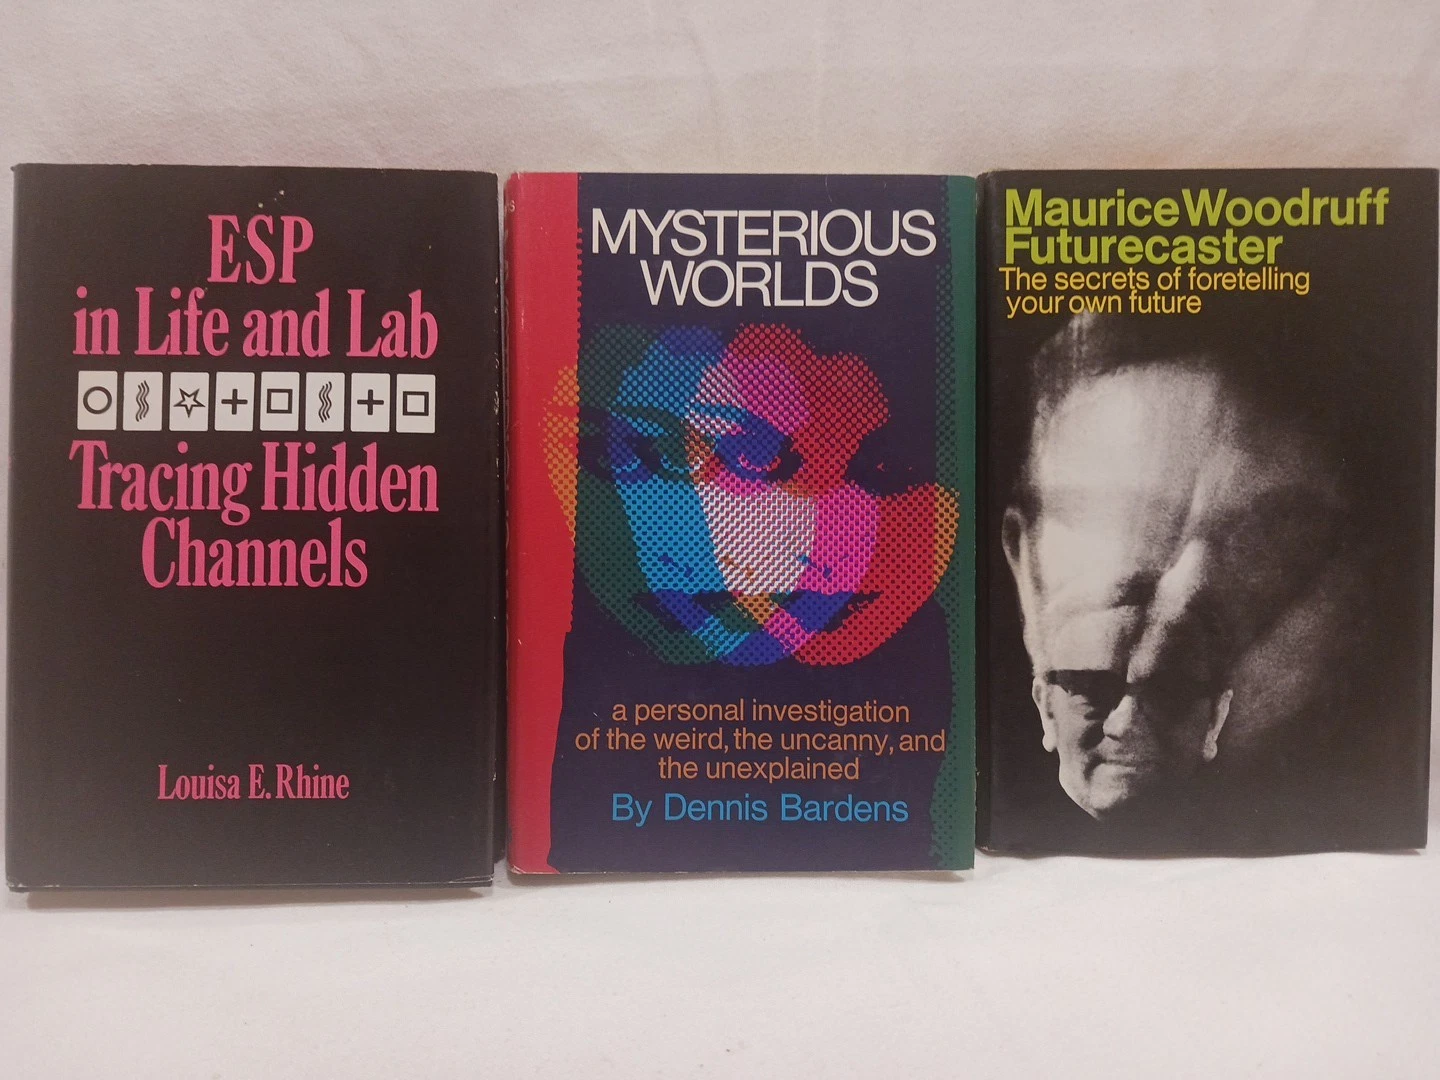 ESP
in Life and Lab
Tracing Hidden
Channels
Louisa E. Rhine
MYSTERIOUS
WORLDS
a personal investigation
of the weird, the uncanny, and
the unexplained
By Dennis Bardens
Maurice Woodruff
Futurecaster
The secrets of foretelling
your own future